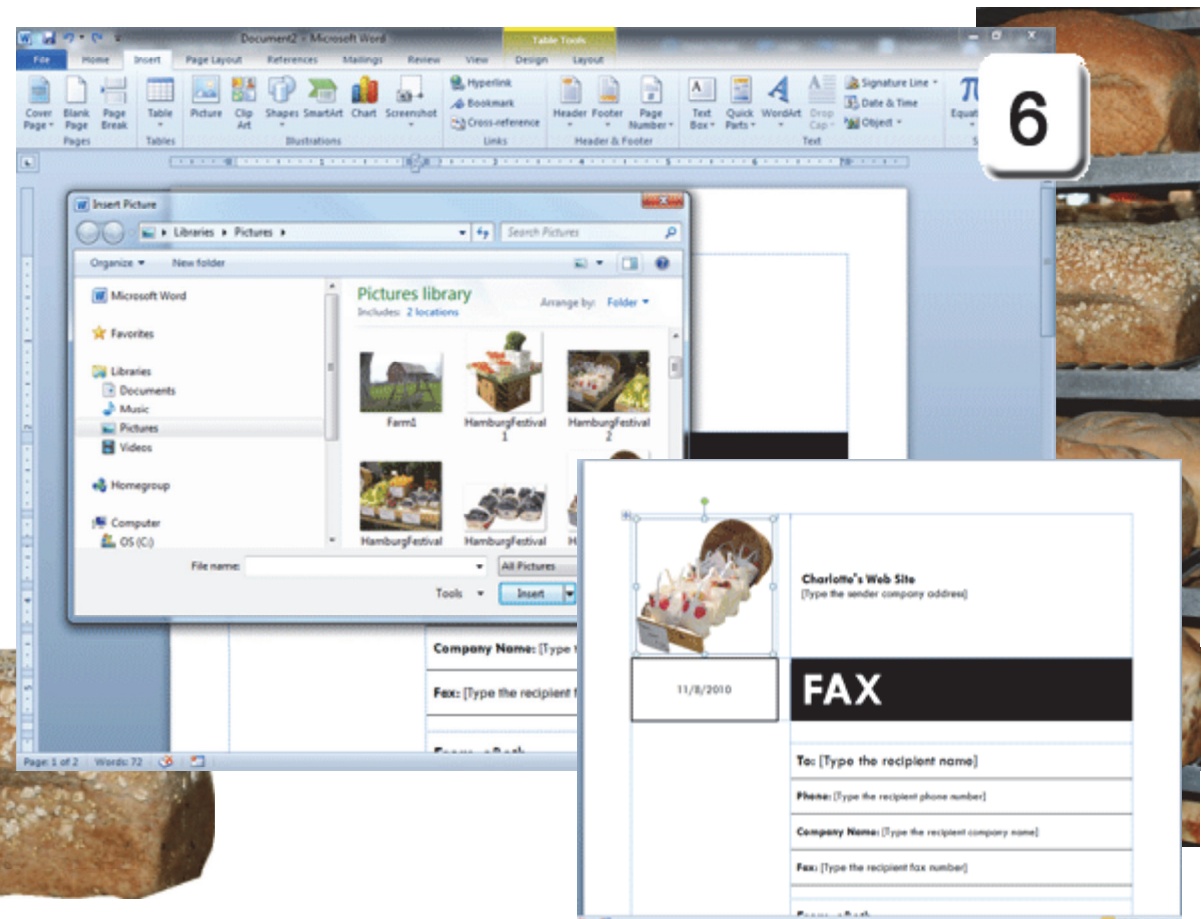 Document2 - Microsoft Word
Table Tools
File Home Insert Page Layout References Mailings Review View Design Layout
Cover Page
Blank Page
Page Break
Table
Picture
Clip Art
Shapes SmartArt Chart Screenshot
Hyperlink
Bookmark
Cross-reference
Header Footer
Page Number
Text Box
Quick Parts
WordArt
Drop Cap
Signature Line
Date & Time
Object
Pages Tables Illustrations Links Header & Footer Text
6
Insert Picture
Libraries Pictures
Search Pictures
Organize New folder
Microsoft Word
Favorites
Libraries
Documents
Music
Pictures
Videos
Homegroup
Computer
OS (C:)
Pictures library
Includes: 2 locations
Arrange by: Folder
Farm1
HamburgFestival 1
HamburgFestival 2
HamburgFestival
HamburgFestival
File name:
All Pictures
Tools Insert
Company Name: [Type
Fax: [Type the recipient
Page: 1 of 2 Words: 72
Charlotte's Web Site
[Type the sender company address]
11/8/2010
FAX
To: [Type the recipient name]
Phone: [Type the recipient phone number]
Company Name: [Type the recipient company name]
Fax: [Type the recipient fax number]